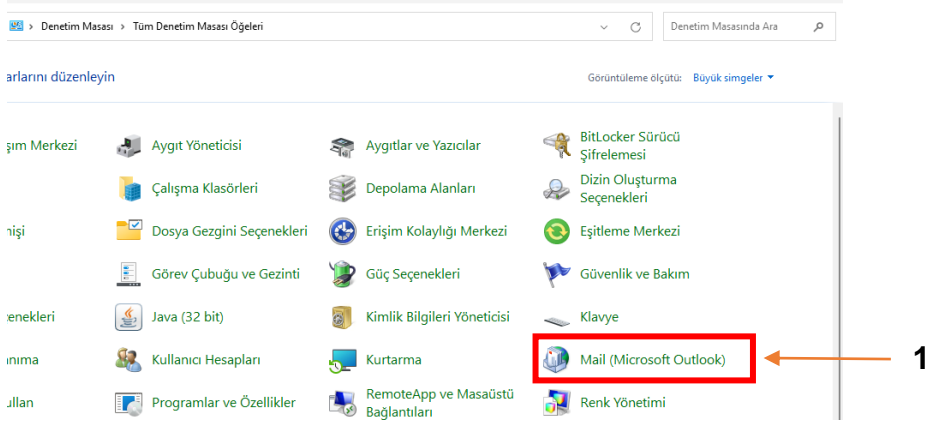 Denetim Masası › Tüm Denetim Masası Öğeleri
Denetim Masasında Ara
arlarını düzenleyin
Görüntüleme ölçütü: Büyük simgeler
şım Merkezi
Aygıt Yöneticisi
Aygıtlar ve Yazıcılar
BitLocker Sürücü
Şifrelemesi
Çalışma Klasörleri
Depolama Alanları
Dizin Oluşturma
Seçenekleri
Dosya Gezgini Seçenekleri
Erişim Kolaylığı Merkezi
Eşitleme Merkezi
Görev Çubuğu ve Gezinti
Güç Seçenekleri
Güvenlik ve Bakım
enekleri
Java (32 bit)
Kimlik Bilgileri Yöneticisi
Klavye
Kullanıcı Hesapları
Kurtarma
Mail (Microsoft Outlook)
1
ullan
Programlar ve Özellikler
RemoteApp ve Masaüstü
Bağlantıları
Renk Yönetimi